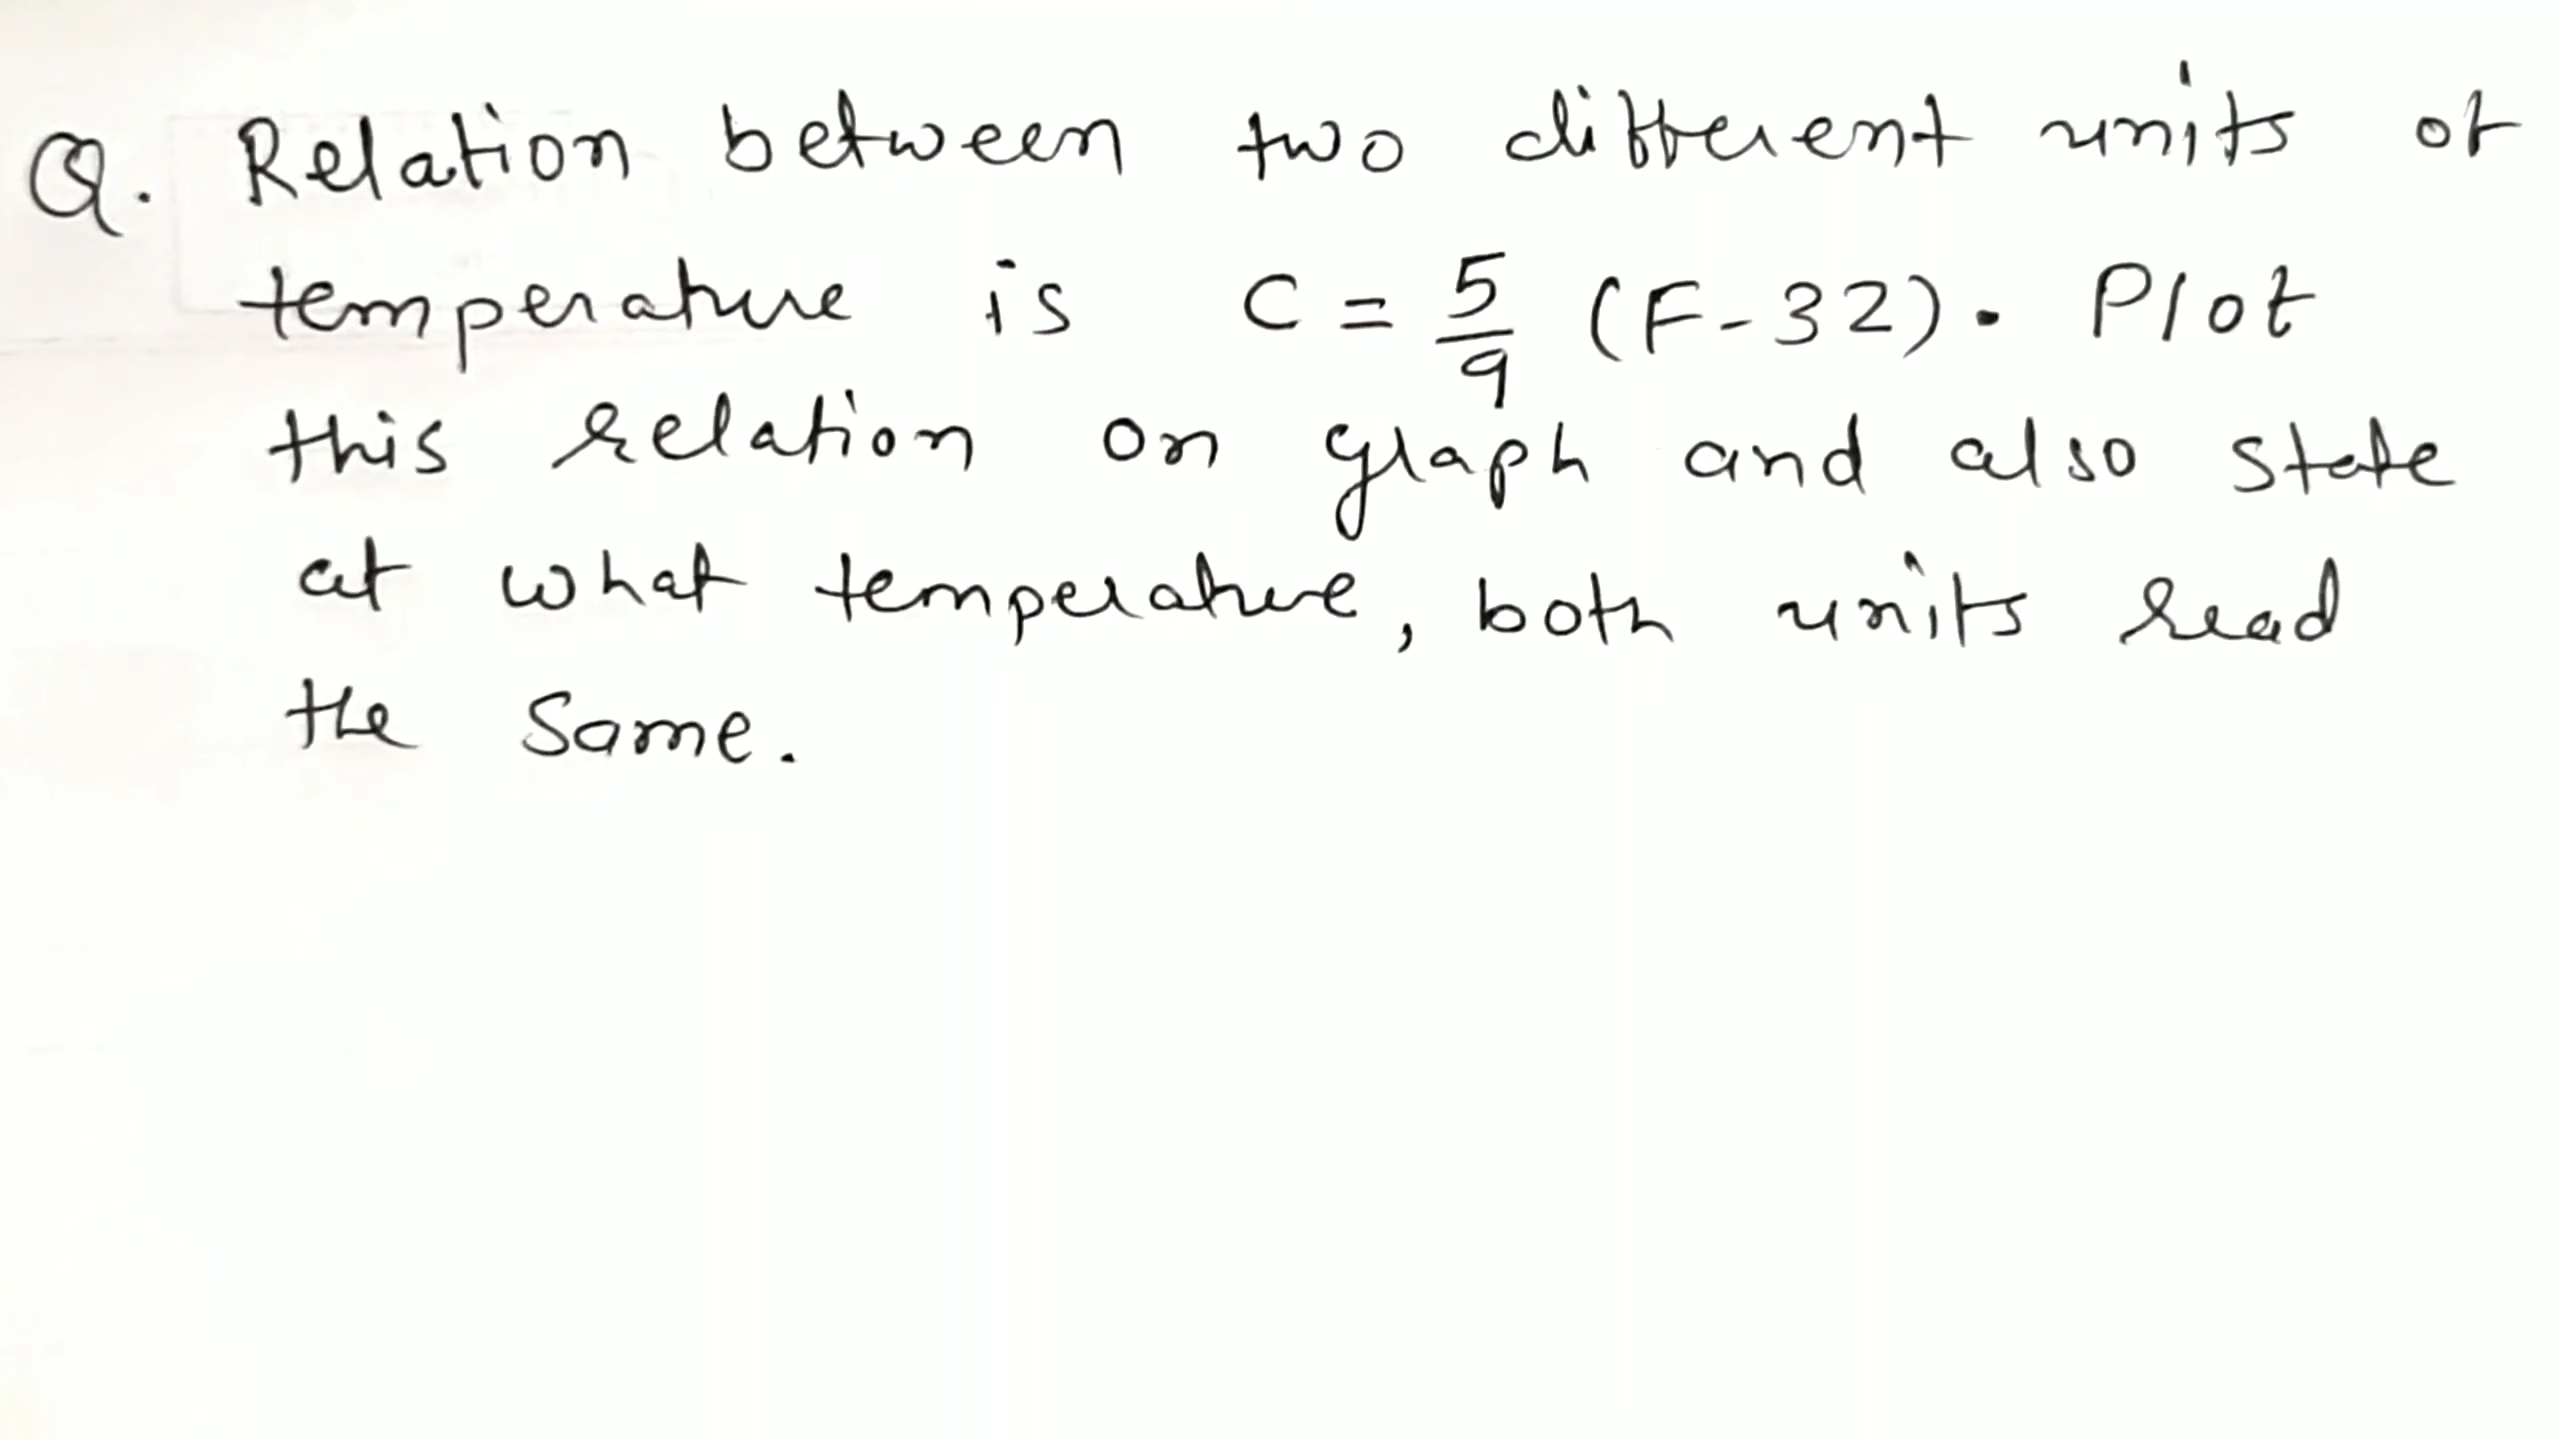 Q. Relation between two different units of
temperature is C = 5/9 (F-32). Plot
this relation on graph and also state
at what temperature, both units read
the same.